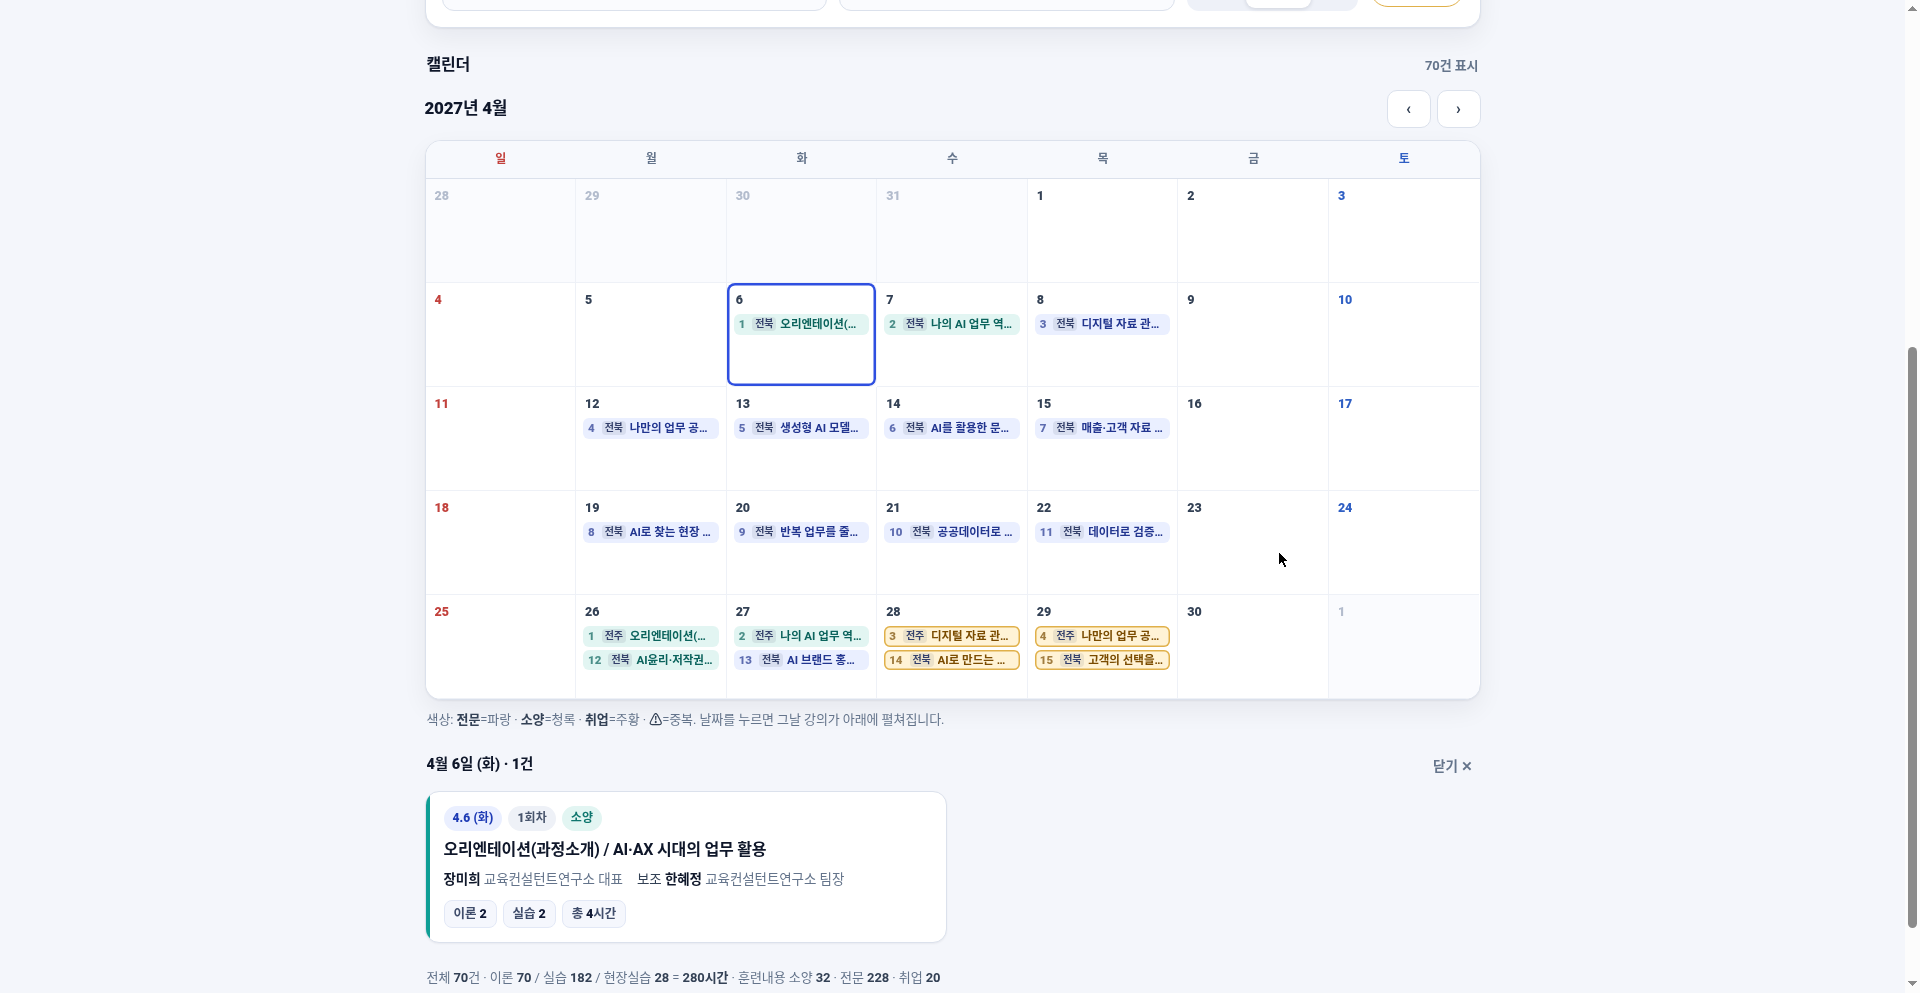 캘린더
70건 표시
2027년 4월
‹ ›
일 월 화 수 목 금 토
28 29 30 31 1 2 3
4 5 6 7 8 9 10
1 전북 오리엔테이션(...
2 전북 나의 AI 업무 역...
3 전북 디지털 자료 관...
11 12 13 14 15 16 17
4 전북 나만의 업무 공...
5 전북 생성형 AI 모델...
6 전북 AI를 활용한 문...
7 전북 매출·고객 자료 ...
18 19 20 21 22 23 24
8 전북 AI로 찾는 현장 ...
9 전북 반복 업무를 줄...
10 전북 공공데이터로 ...
11 전북 데이터로 검증...
25 26 27 28 29 30 1
1 전주 오리엔테이션(...
2 전주 나의 AI 업무 역...
3 전주 디지털 자료 관...
4 전주 나만의 업무 공...
12 전북 AI윤리·저작권...
13 전북 AI 브랜드 홍...
14 전북 AI로 만드는 ...
15 전북 고객의 선택을...
색상: 전문=파랑 · 소양=청록 · 취업=주황 · ⚠=중복. 날짜를 누르면 그날 강의가 아래에 펼쳐집니다.
4월 6일 (화) · 1건
닫기 ✕
4.6 (화) 1회차 소양
오리엔테이션(과정소개) / AI·AX 시대의 업무 활용
장미희 교육컨설턴트연구소 대표 보조 한혜정 교육컨설턴트연구소 팀장
이론 2 실습 2 총 4시간
전체 70건 · 이론 70 / 실습 182 / 현장실습 28 = 280시간 · 훈련내용 소양 32 · 전문 228 · 취업 20